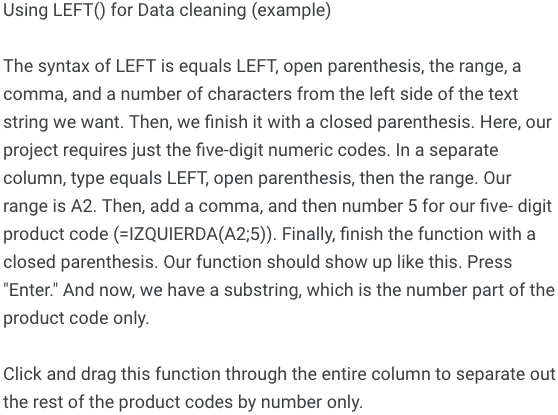 Using LEFT() for Data cleaning (example)
The syntax of LEFT is equals LEFT, open parenthesis, the range, a
comma, and a number of characters from the left side of the text
string we want. Then, we finish it with a closed parenthesis. Here, our
project requires just the five-digit numeric codes. In a separate
column, type equals LEFT, open parenthesis, then the range. Our
range is A2. Then, add a comma, and then number 5 for our five- digit
product code (=IZQUIERDA(A2;5)). Finally, finish the function with a
closed parenthesis. Our function should show up like this. Press
"Enter." And now, we have a substring, which is the number part of the
product code only.
Click and drag this function through the entire column to separate out
the rest of the product codes by number only.